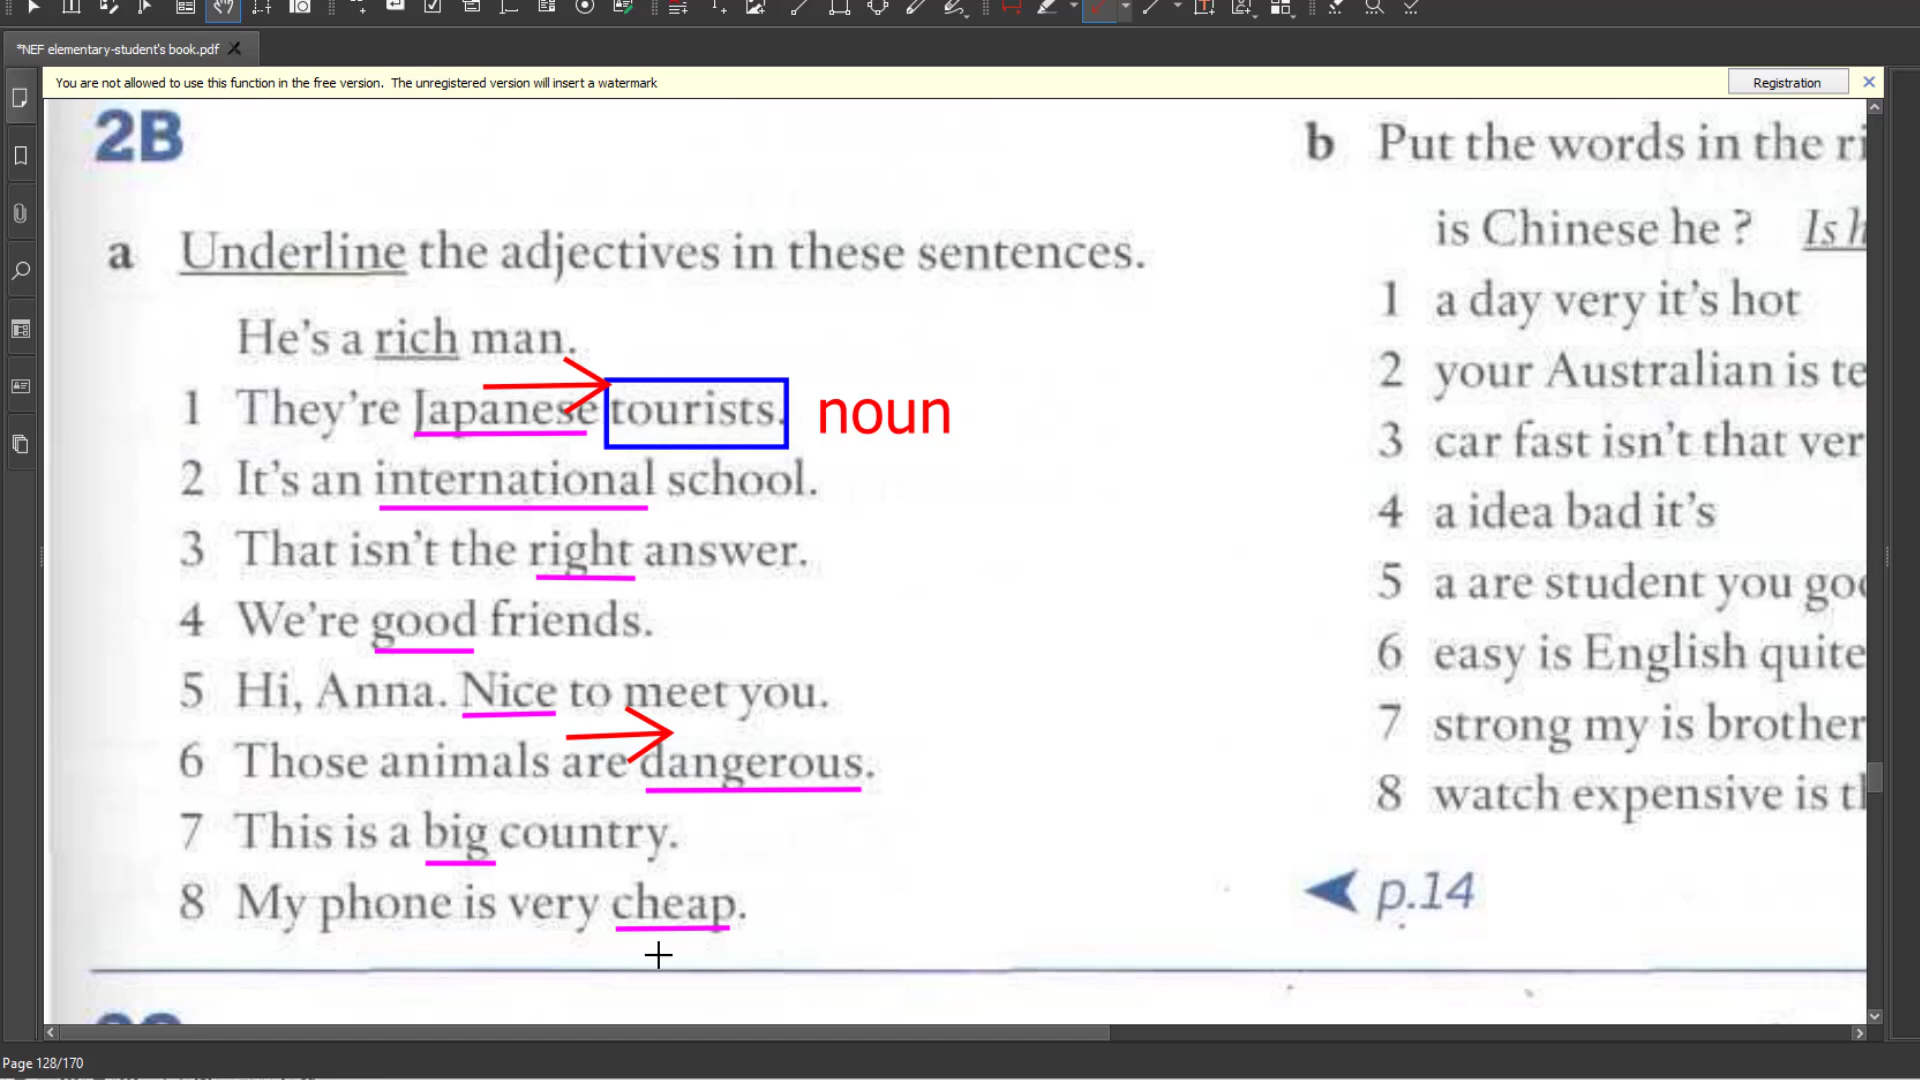 *NEF elementary-student's book.pdf
You are not allowed to use this function in the free version. The unregistered version will insert a watermark
Registration
2B
a Underline the adjectives in these sentences.
He's a rich man.
1 They're Japanese tourists. noun
2 It's an international school.
3 That isn't the right answer.
4 We're good friends.
5 Hi, Anna. Nice to meet you.
6 Those animals are dangerous.
7 This is a big country.
8 My phone is very cheap.
b Put the words in the ri
is Chinese he ? Is h
1 a day very it's hot
2 your Australian is te
3 car fast isn't that ver
4 a idea bad it's
5 a are student you goo
6 easy is English quite
7 strong my is brother
8 watch expensive is th
p.14
Page 128/170